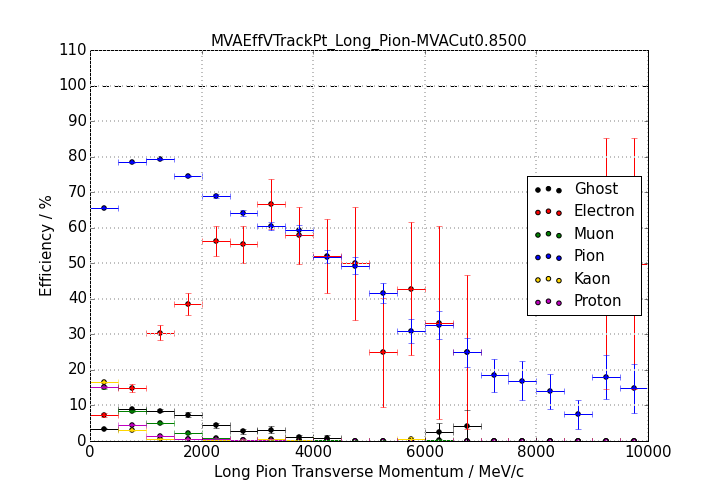 MVAEffVTrackPt_Long_Pion-MVACut0.8500
110
100
90
80
70
60
50
40
30
20
10
0
Efficiency / %
Ghost
Electron
Muon
Pion
Kaon
Proton
0 2000 4000 6000 8000 10000
Long Pion Transverse Momentum / MeV/c